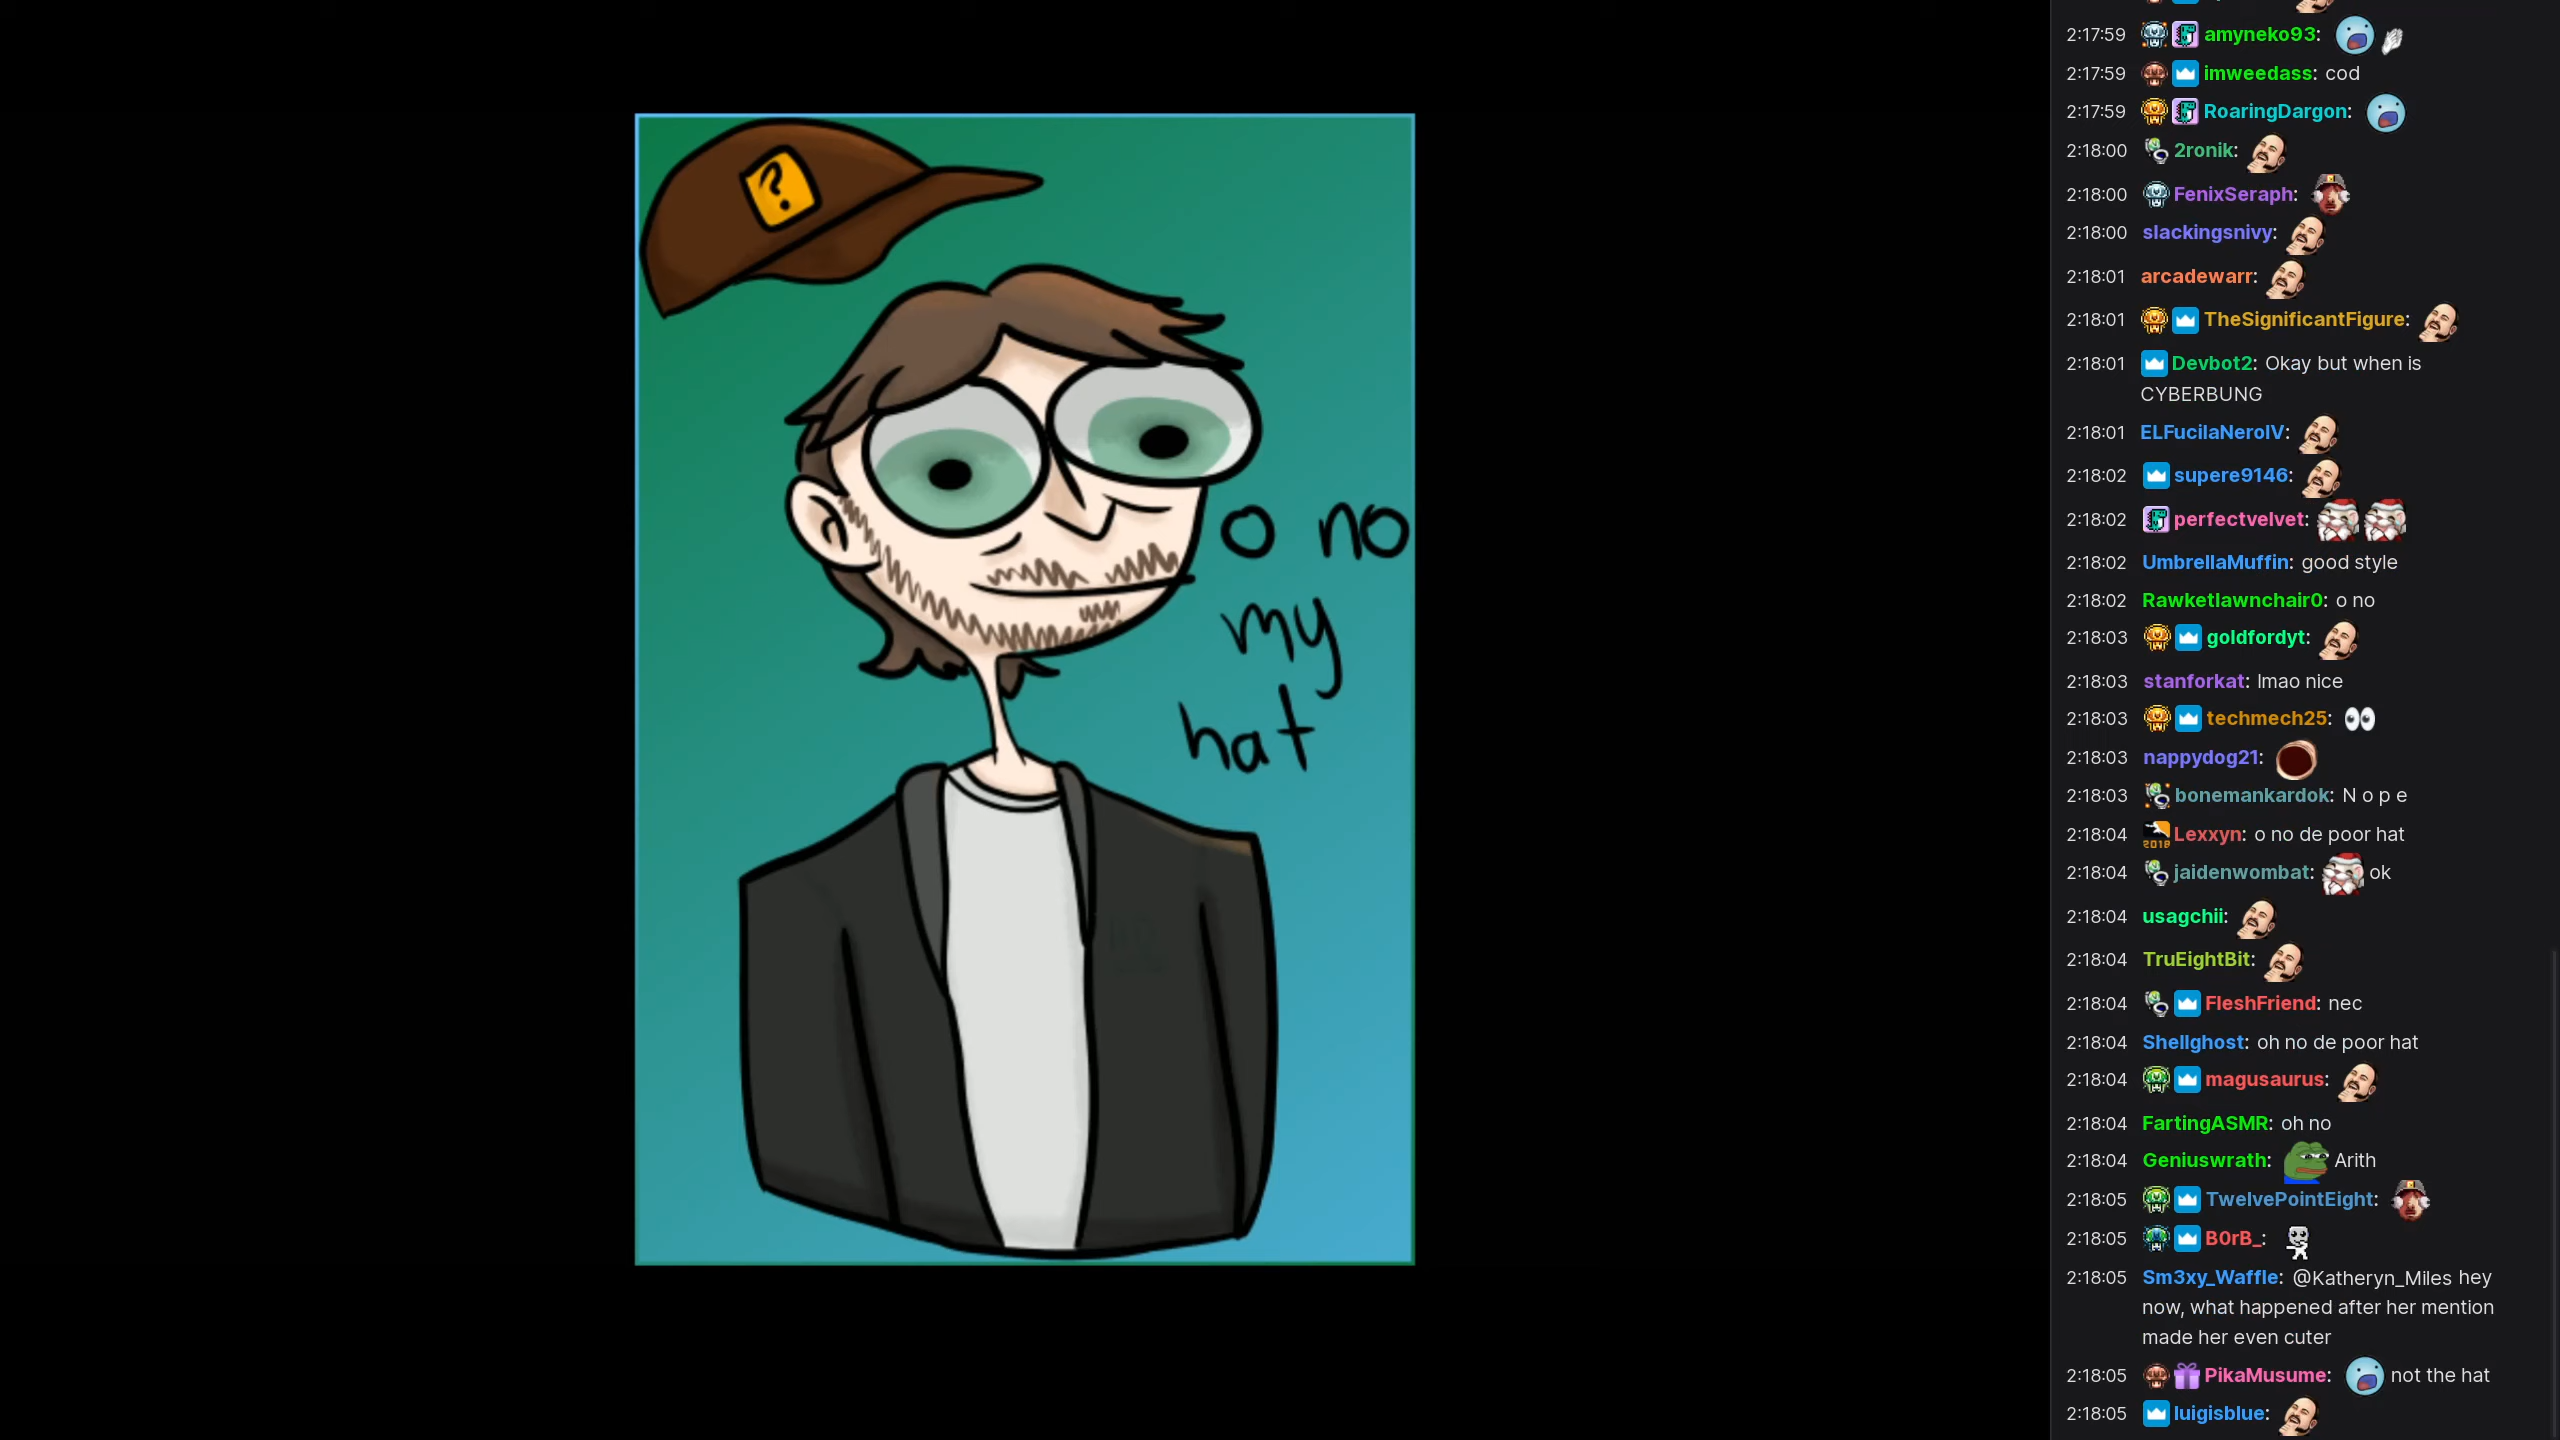 ?
o no
my
hat
2:17:59 amyneko93:
2:17:59 imweedass: cod
2:17:59 RoaringDargon:
2:18:00 2ronik:
2:18:00 FenixSeraph:
2:18:00 slackingsnivy:
2:18:01 arcadewarr:
2:18:01 TheSignificantFigure:
2:18:01 Devbot2: Okay but when is
CYBERBUNG
2:18:01 ELFucilaNeroIV:
2:18:02 supere9146:
2:18:02 perfectvelvet:
2:18:02 UmbrellaMuffin: good style
2:18:02 Rawketlawnchair0: o no
2:18:03 goldfordyt:
2:18:03 stanforkat: lmao nice
2:18:03 techmech25:
2:18:03 nappydog21:
2:18:03 bonemankardok: N o p e
2:18:04 2018 Lexxyn: o no de poor hat
2:18:04 jaidenwombat: ok
2:18:04 usagchii:
2:18:04 TruEightBit:
2:18:04 FleshFriend: nec
2:18:04 Shellghost: oh no de poor hat
2:18:04 magusaurus:
2:18:04 FartingASMR: oh no
2:18:04 Geniuswrath: Arith
2:18:05 TwelvePointEight:
2:18:05 B0rB_:
2:18:05 Sm3xy_Waffle: @Katheryn_Miles hey
now, what happened after her mention
made her even cuter
2:18:05 PikaMusume: not the hat
2:18:05 luigisblue: